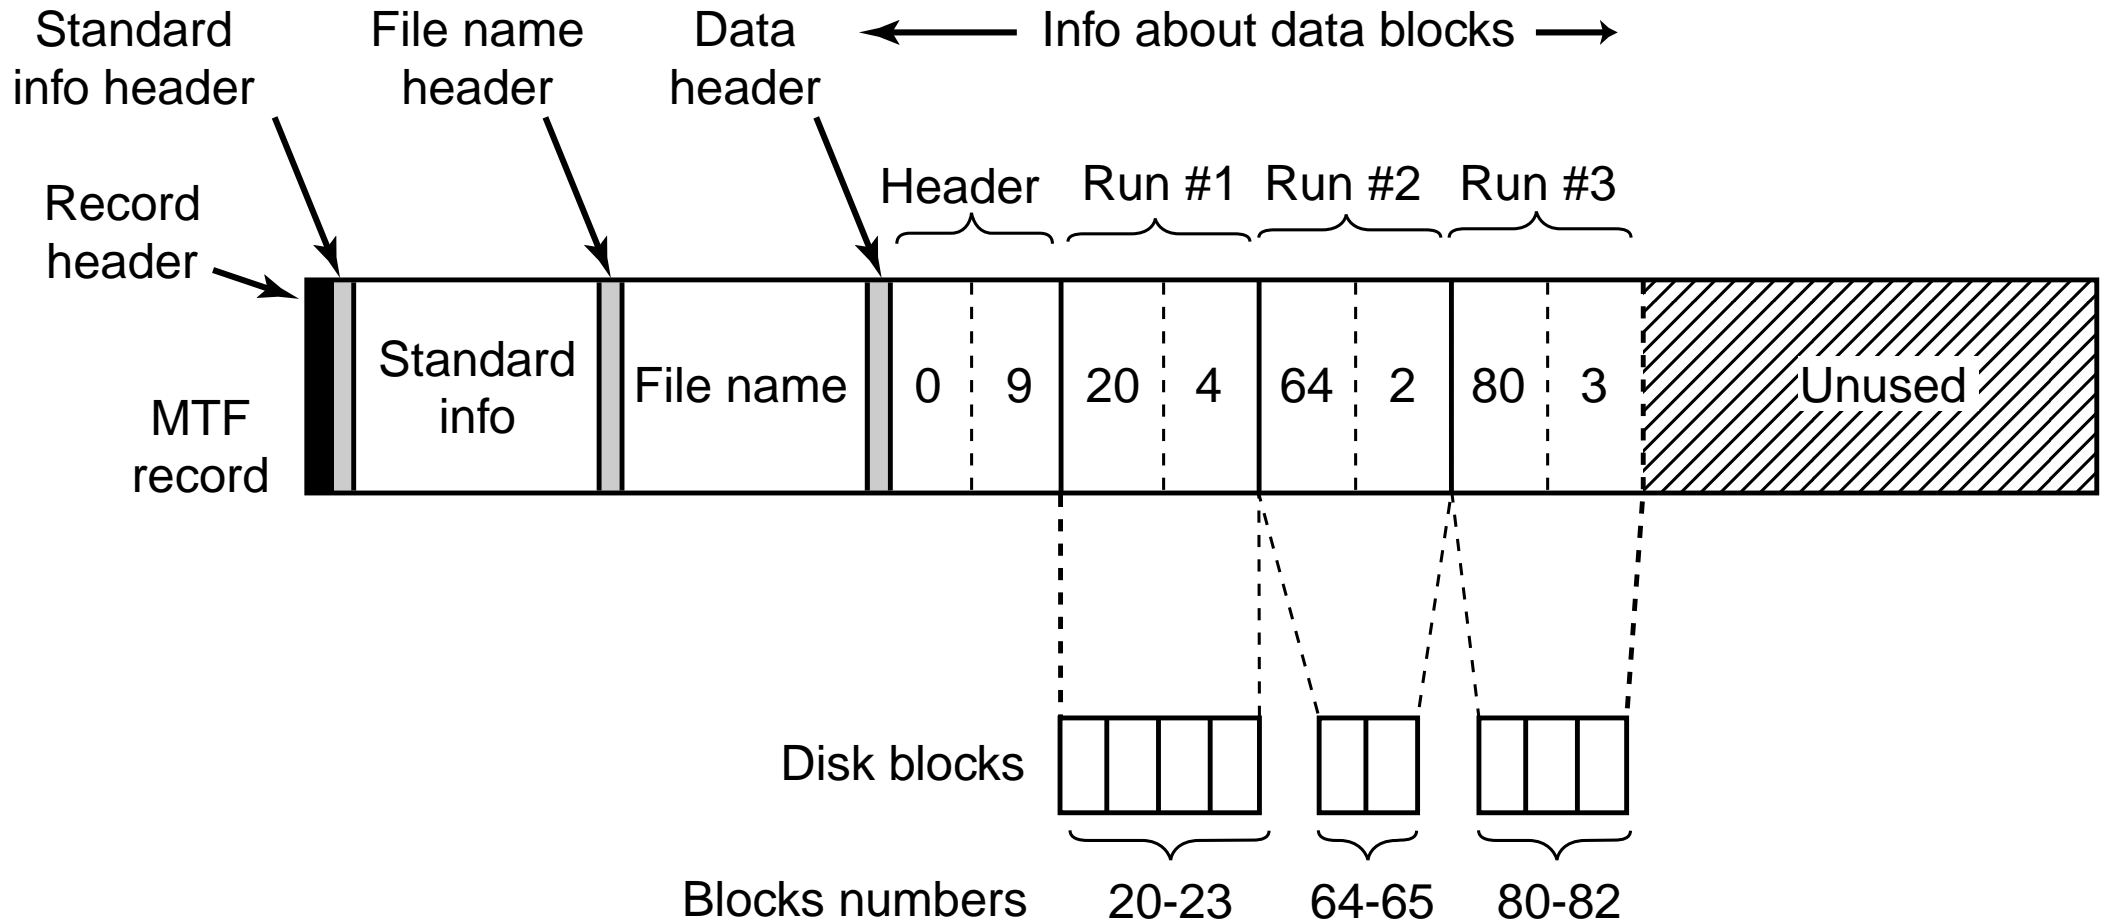 Standard
info header
File name
header
Data
header
Info about data blocks
Record
header
Header
Run #1
Run #2
Run #3
MTF
record
Standard
info
File name
0
9
20
4
64
2
80
3
Unused
Disk blocks
Blocks numbers
20-23
64-65
80-82